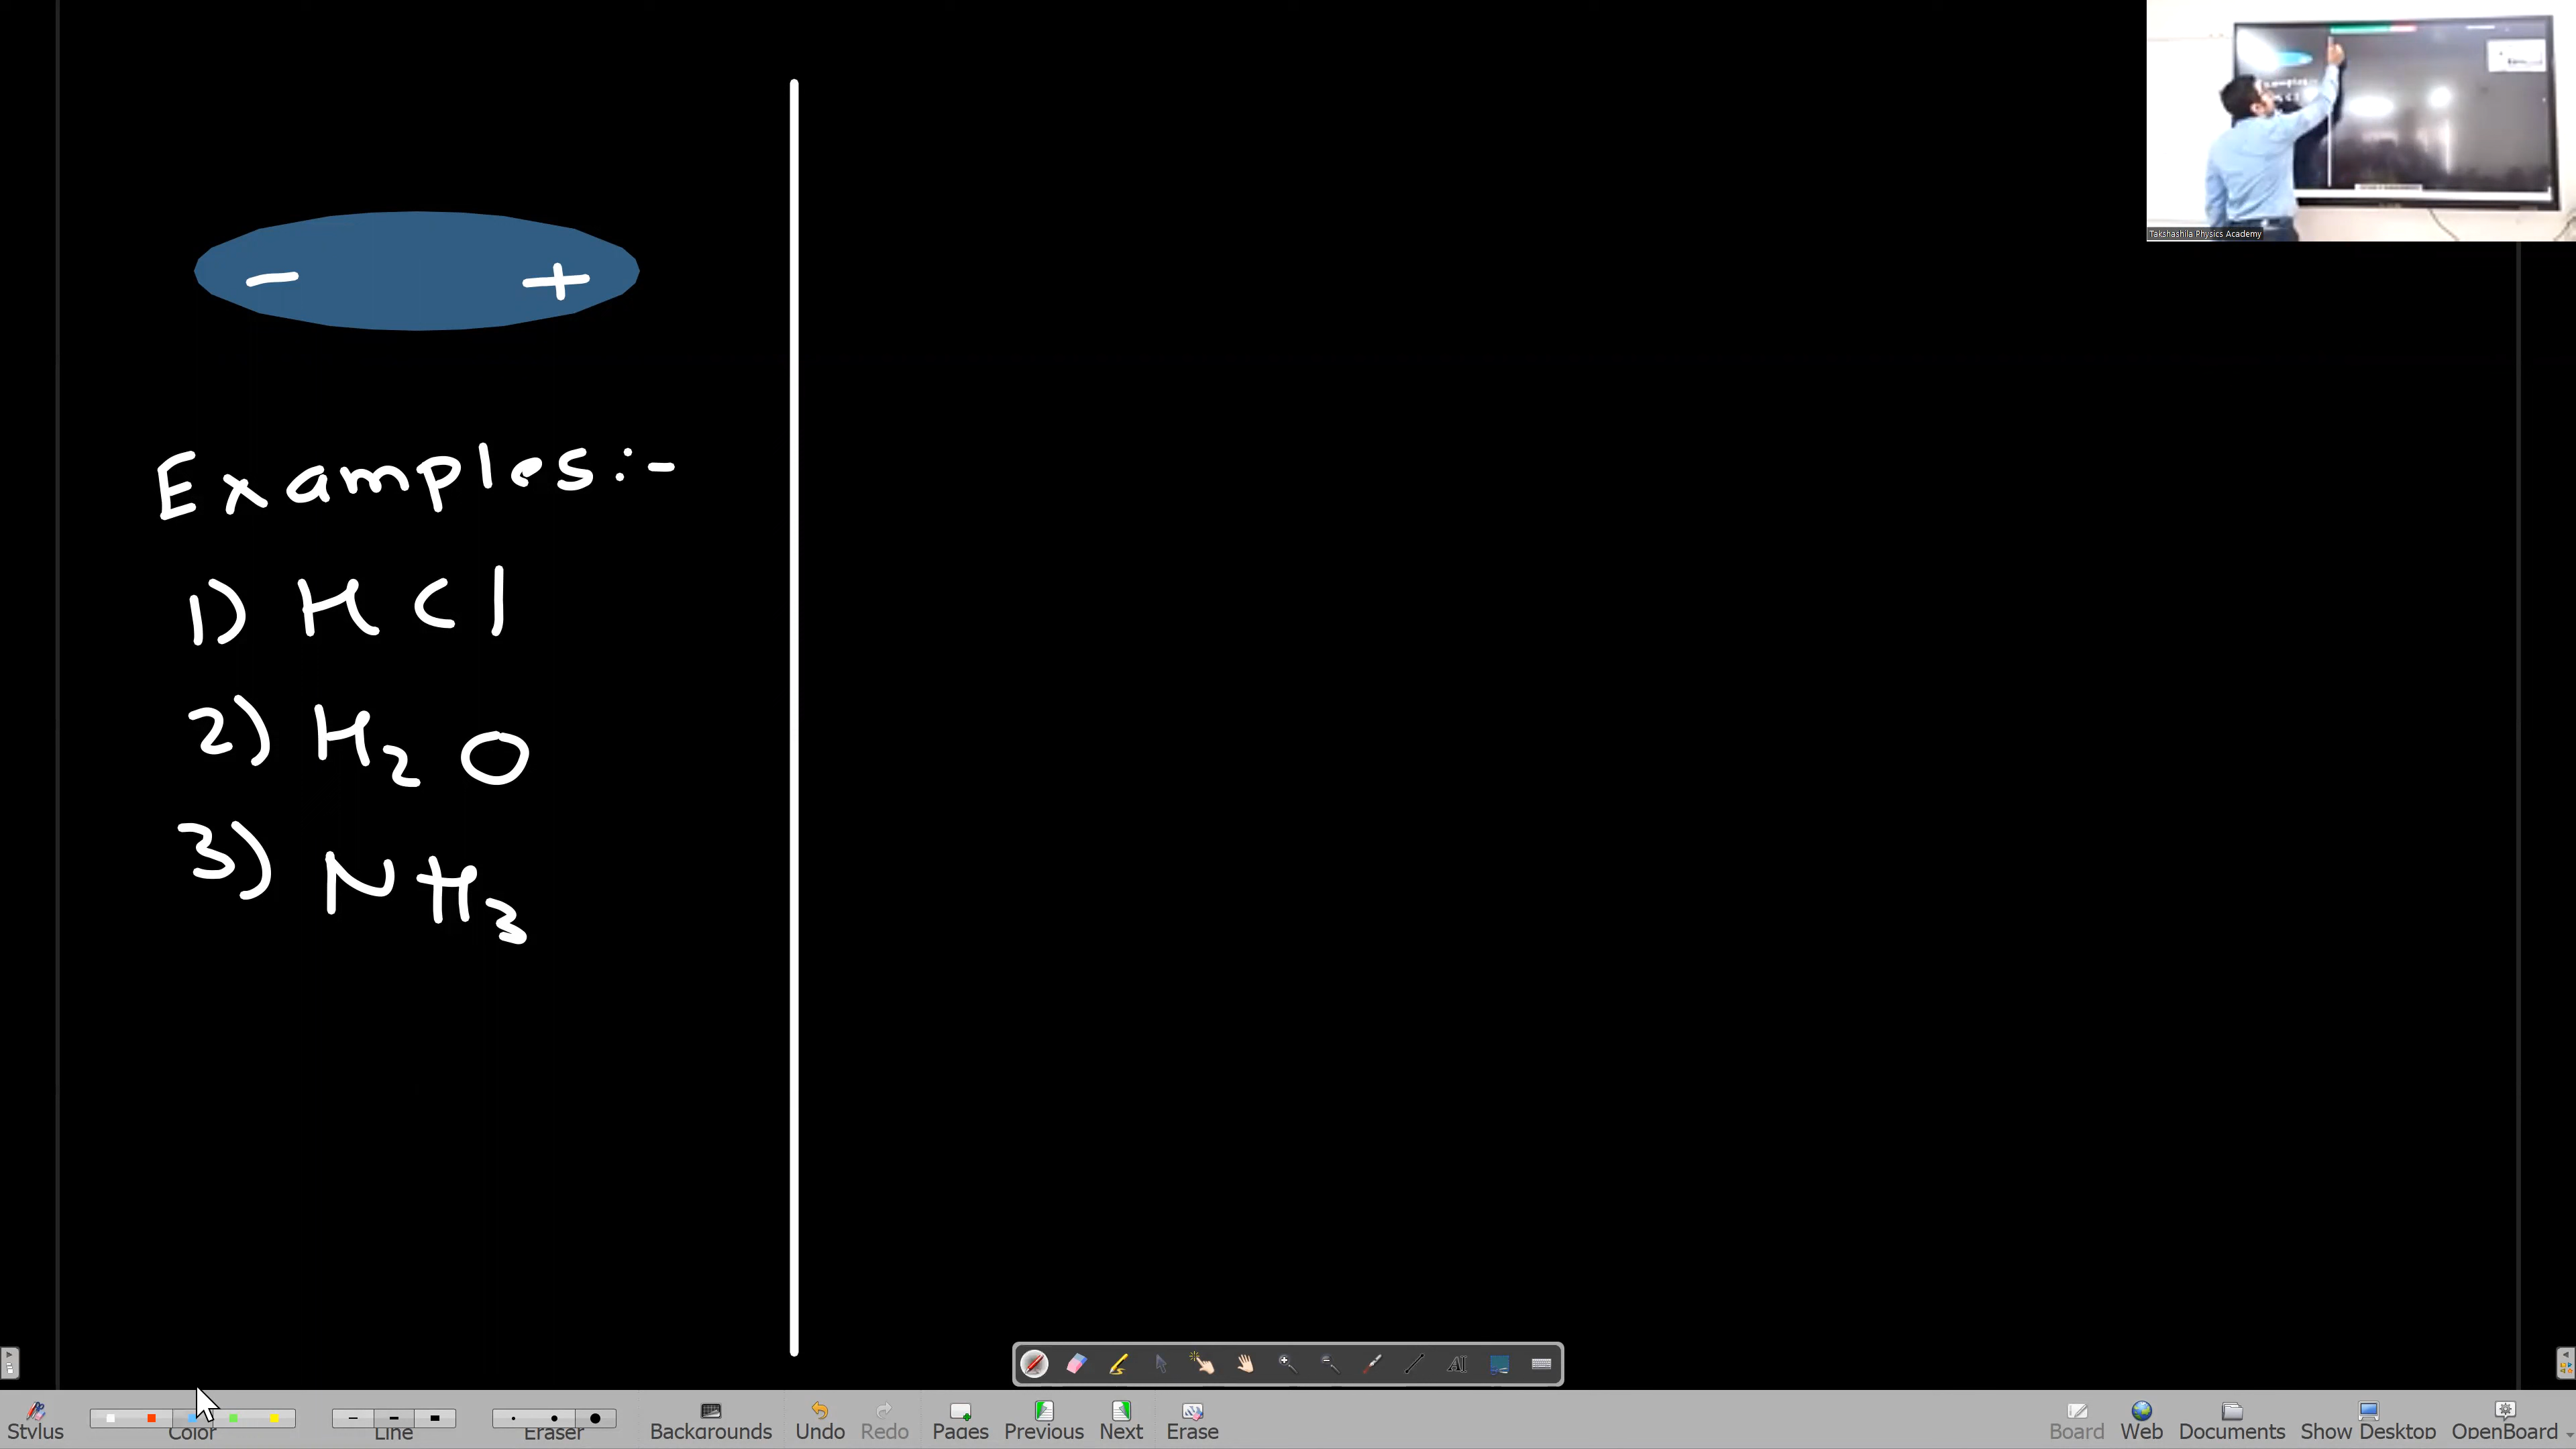 Takshashila Physics Academy
- +
Examples :-
1) HCl
2) H₂O
3) NH₃
Stylus Color Line Eraser Backgrounds Undo Redo Pages Previous Next Erase Board Web Documents Show Desktop OpenBoard